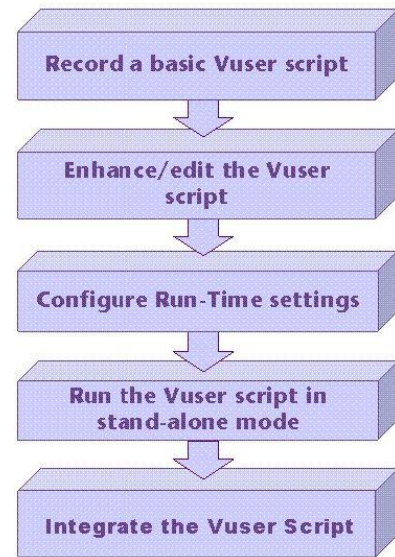 Record a basic Vuser script
Enhance/edit the Vuser
script
Configure Run-Time settings
Run the Vuser script in
stand-alone mode
Integrate the Vuser Script